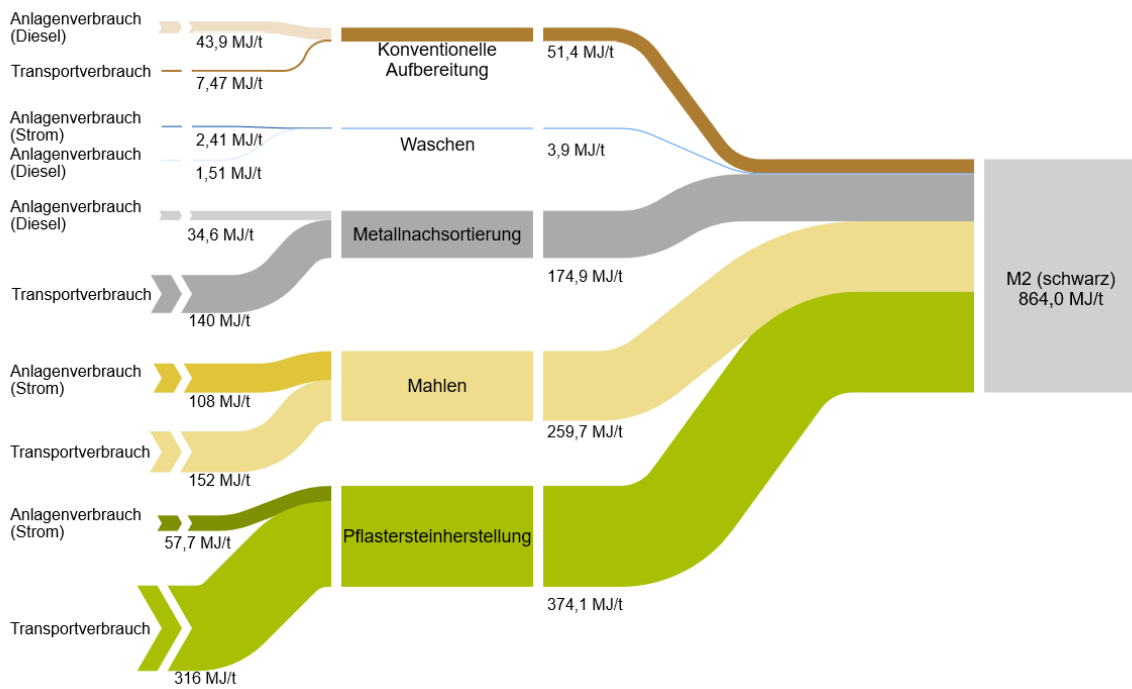 Anlagenverbrauch
(Diesel)
43,9 MJ/t
Transportverbrauch
7,47 MJ/t
Konventionelle
Aufbereitung
51,4 MJ/t
Anlagenverbrauch
(Strom)
2,41 MJ/t
Anlagenverbrauch
(Diesel)
1,51 MJ/t
Waschen
3,9 MJ/t
Anlagenverbrauch
(Diesel)
34,6 MJ/t
Transportverbrauch
140 MJ/t
Metallnachsortierung
174,9 MJ/t
Anlagenverbrauch
(Strom)
108 MJ/t
Transportverbrauch
152 MJ/t
Mahlen
259,7 MJ/t
Anlagenverbrauch
(Strom)
57,7 MJ/t
Transportverbrauch
316 MJ/t
Pflastersteinherstellung
374,1 MJ/t
M2 (schwarz)
864,0 MJ/t